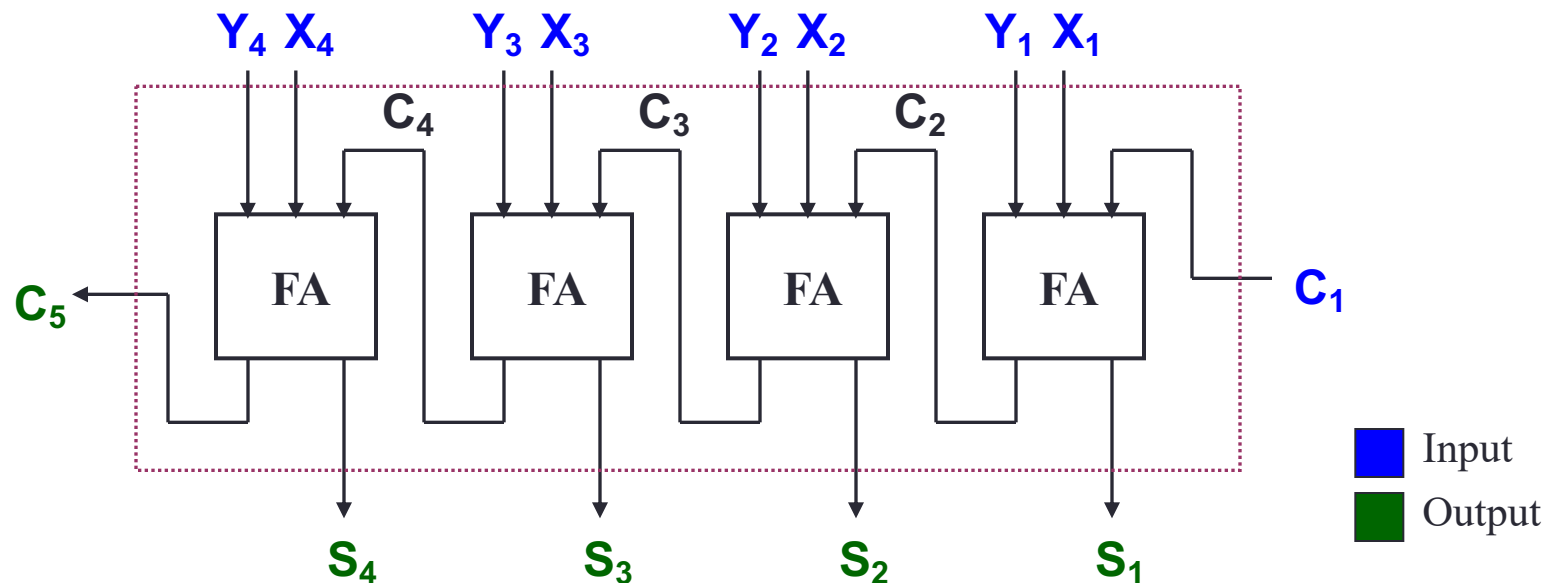 Y₄ X₄ Y₃ X₃ Y₂ X₂ Y₁ X₁
C₄ C₃ C₂
FA FA FA FA
C₅ C₁
Input
Output
S₄ S₃ S₂ S₁